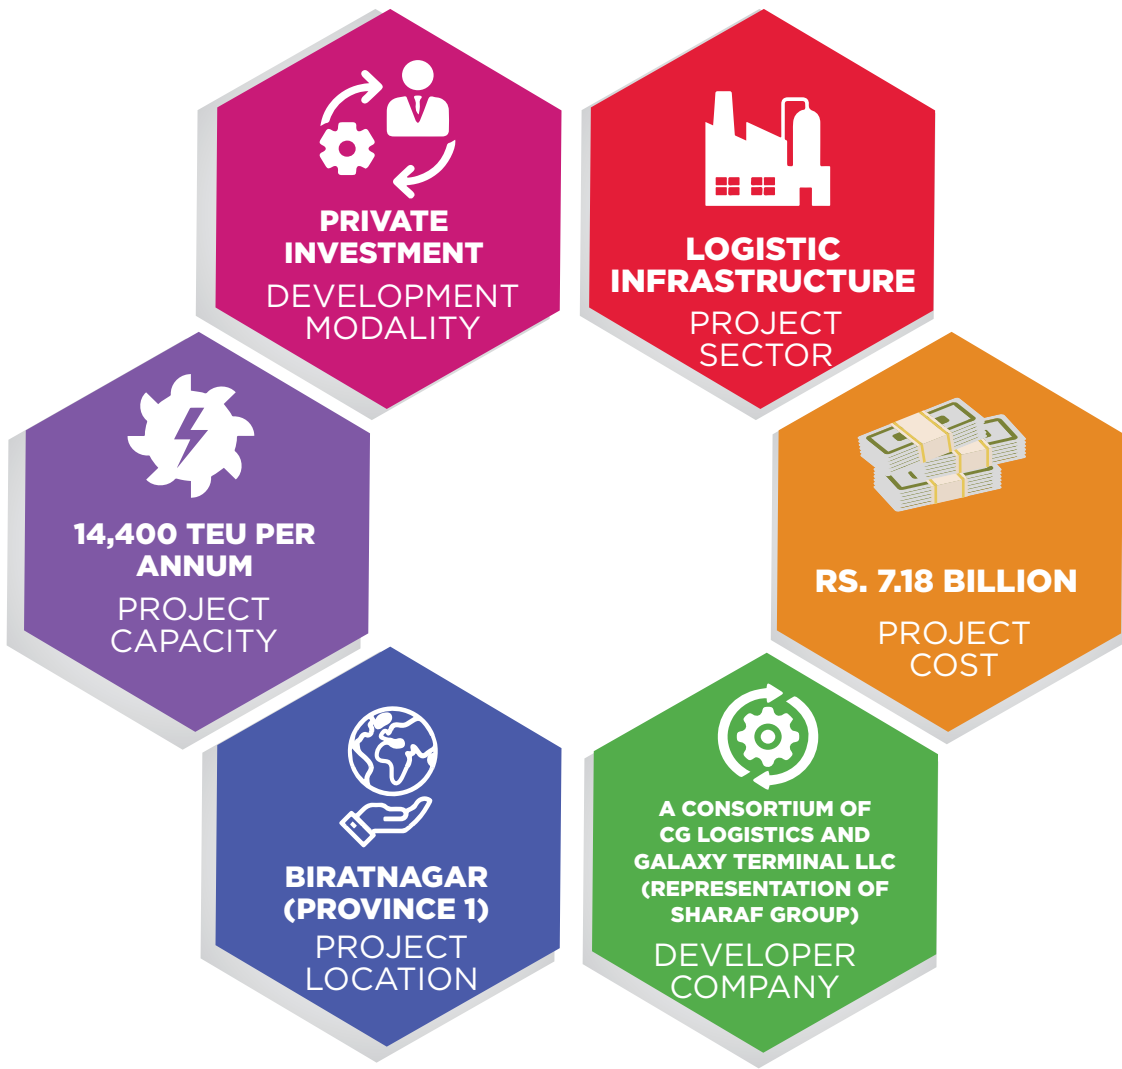 PRIVATE
INVESTMENT
DEVELOPMENT
MODALITY
LOGISTIC
INFRASTRUCTURE
PROJECT
SECTOR
14,400 TEU PER
ANNUM
PROJECT
CAPACITY
RS. 7.18 BILLION
PROJECT
COST
BIRATNAGAR
(PROVINCE 1)
PROJECT
LOCATION
A CONSORTIUM OF
CG LOGISTICS AND
GALAXY TERMINAL LLC
(REPRESENTATION OF
SHARAF GROUP)
DEVELOPER
COMPANY